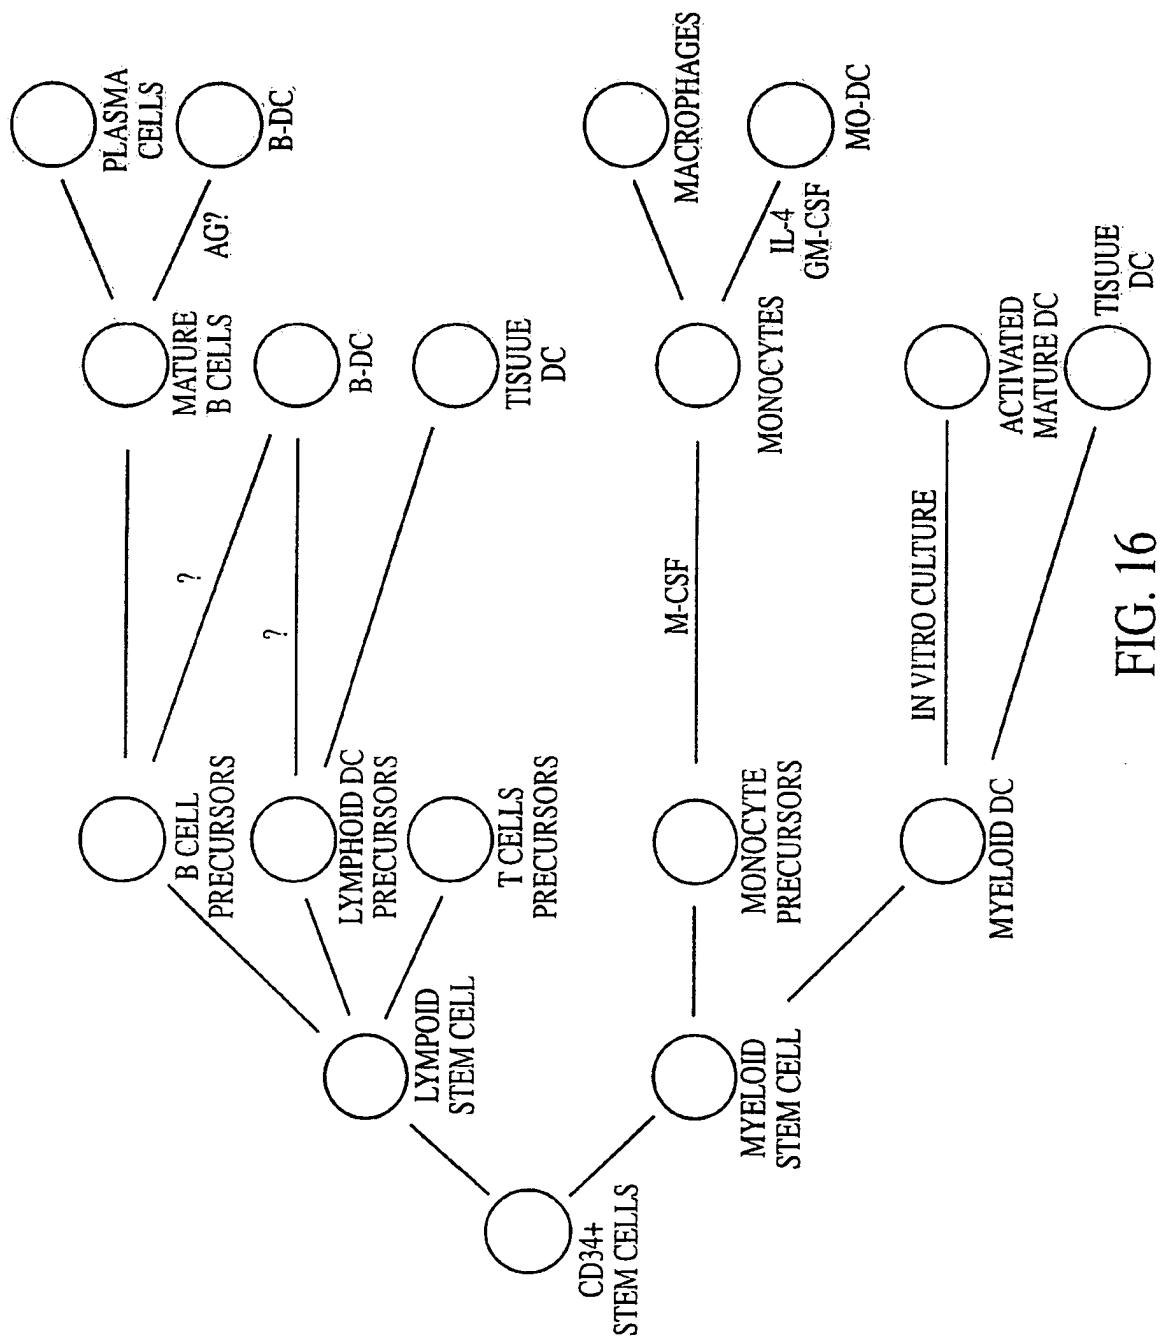 CD34+
STEM CELLS
LYMPOID
STEM CELL
MYELOID
STEM CELL
B CELL
PRECURSORS
LYMPHOID DC
PRECURSORS
T CELLS
PRECURSORS
MONOCYTE
PRECURSORS
MYELOID DC
?
?
M-CSF
IN VITRO CULTURE
MATURE
B CELLS
B-DC
TISUUE
DC
MONOCYTES
ACTIVATED
MATURE DC
TISUUE
DC
AG?
IL-4
GM-CSF
PLASMA
CELLS
B-DC
MACROPHAGES
MO-DC
FIG. 16